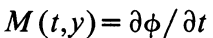 M(t,y) = ∂ϕ/∂t